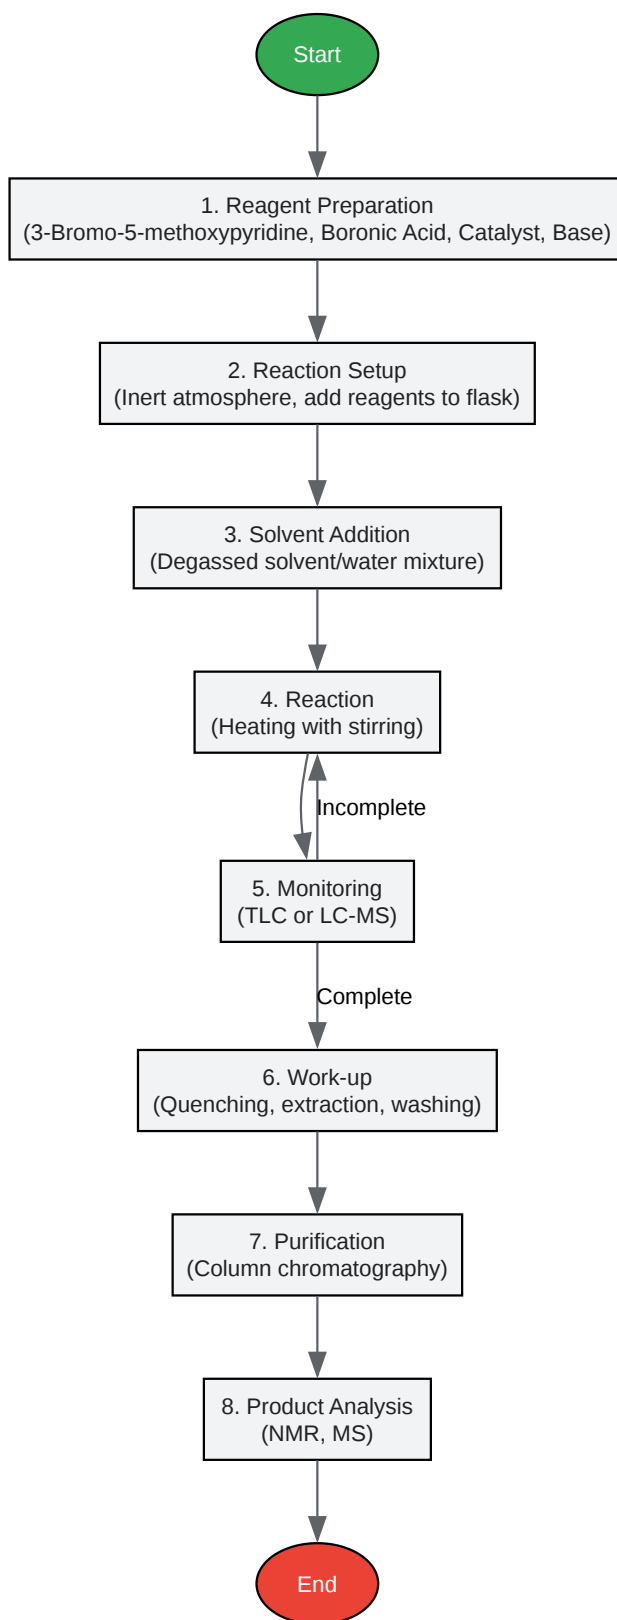 Start
1. Reagent Preparation
(3-Bromo-5-methoxypyridine, Boronic Acid, Catalyst, Base)
2. Reaction Setup
(Inert atmosphere, add reagents to flask)
3. Solvent Addition
(Degassed solvent/water mixture)
4. Reaction
(Heating with stirring)
Incomplete
5. Monitoring
(TLC or LC-MS)
Complete
6. Work-up
(Quenching, extraction, washing)
7. Purification
(Column chromatography)
8. Product Analysis
(NMR, MS)
End